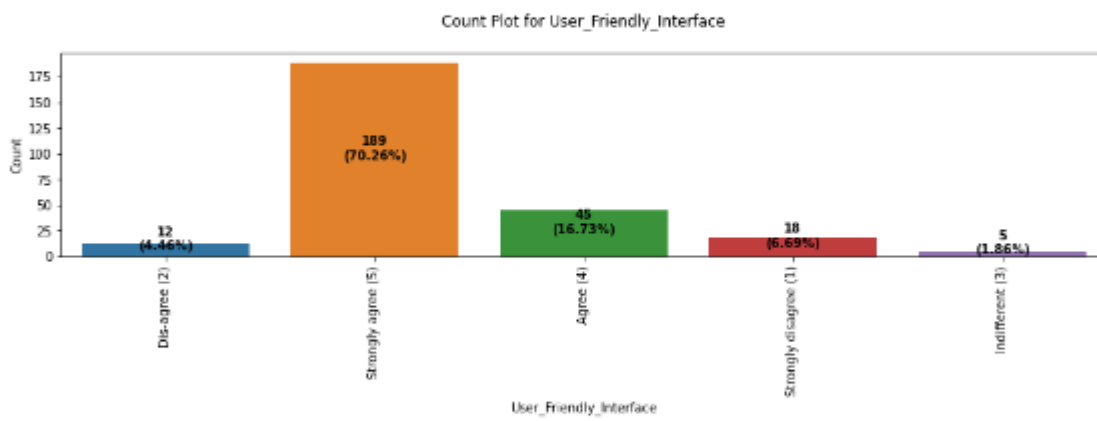 Count Plot for User_Friendly_Interface
Count
175
150
125
100
75
50
25
0
12
(4.46%)
189
(70.26%)
45
(16.73%)
18
(6.69%)
5
(1.86%)
Dis-agree (2)
Strongly agree (5)
Agree (4)
Strongly disagree (1)
Indifferent (3)
User_Friendly_Interface